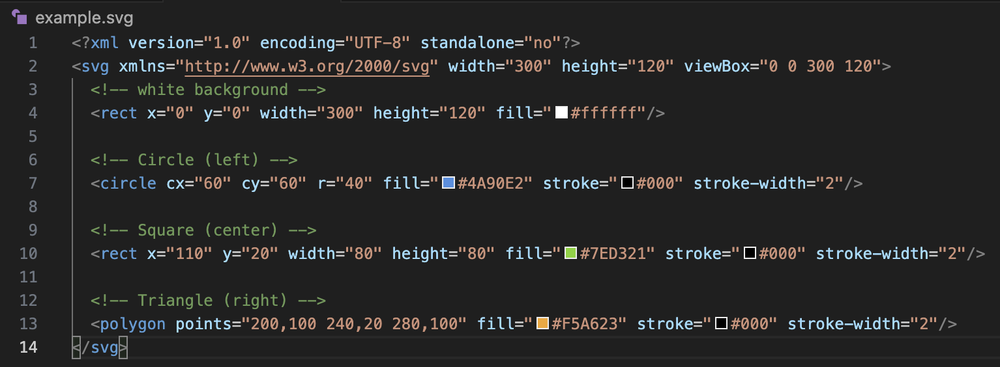 example.svg
1 <?xml version="1.0" encoding="UTF-8" standalone="no"?>
2 <svg xmlns="http://www.w3.org/2000/svg" width="300" height="120" viewBox="0 0 300 120">
3 <!-- white background -->
4 <rect x="0" y="0" width="300" height="120" fill="#ffffff"/>
5
6 <!-- Circle (left) -->
7 <circle cx="60" cy="60" r="40" fill="#4A90E2" stroke="#000" stroke-width="2"/>
8
9 <!-- Square (center) -->
10 <rect x="110" y="20" width="80" height="80" fill="#7ED321" stroke="#000" stroke-width="2"/>
11
12 <!-- Triangle (right) -->
13 <polygon points="200,100 240,20 280,100" fill="#F5A623" stroke="#000" stroke-width="2"/>
14 </svg>